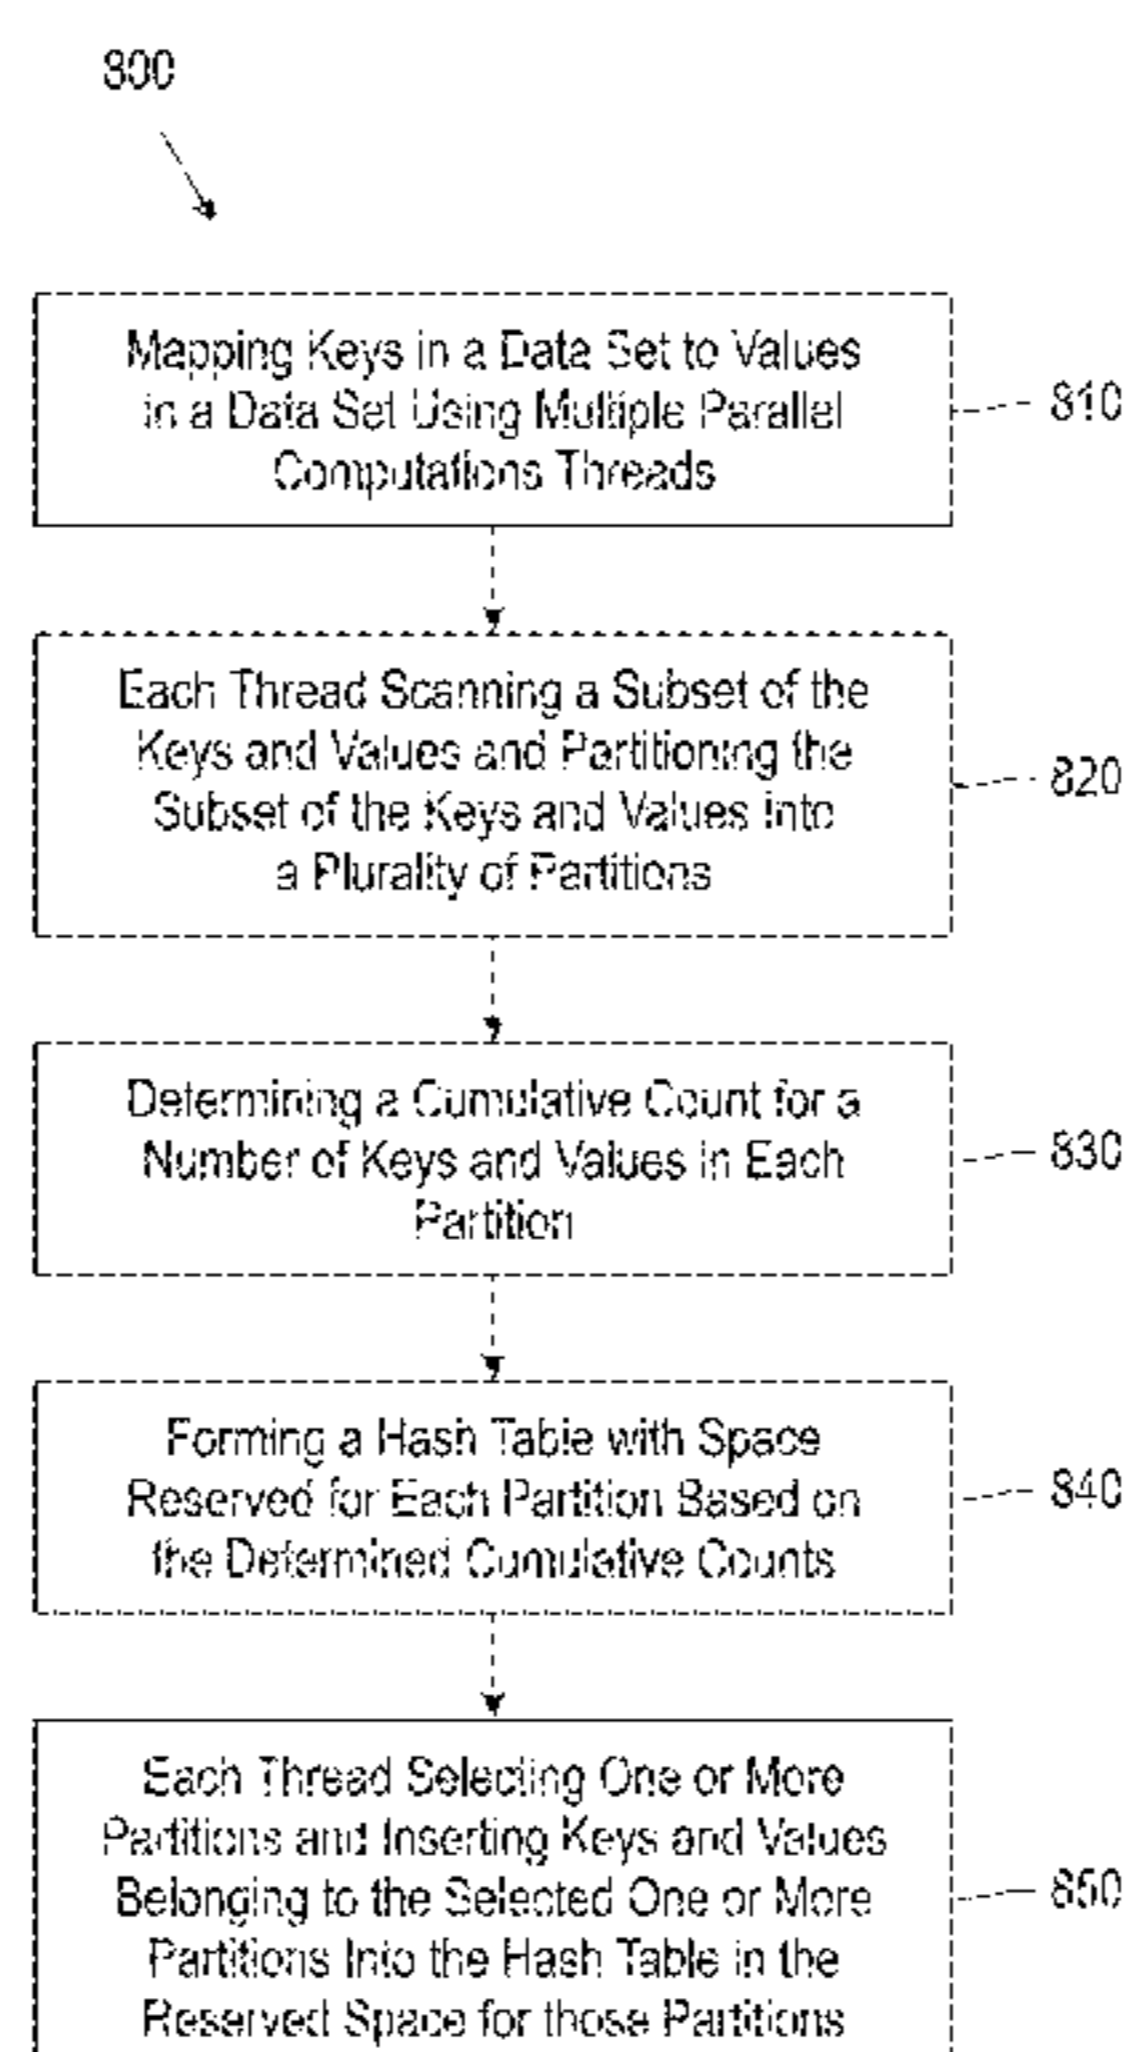 800
Mapping Keys in a Data Set to Values
in a Data Set Using Multiple Parallel
Computations Threads
810
Each Thread Scanning a Subset of the
Keys and Values and Partitioning the
Subset of the Keys and Values Into
a Plurality of Partitions
820
Determining a Cumulative Count for a
Number of Keys and Values in Each
Partition
830
Forming a Hash Table with Space
Reserved for Each Partition Based on
the Determined Cumulative Counts
840
Each Thread Selecting One or More
Partitions and Inserting Keys and Values
Belonging to the Selected One or More
Partitions Into the Hash Table in the
Reserved Space for those Partitions
850